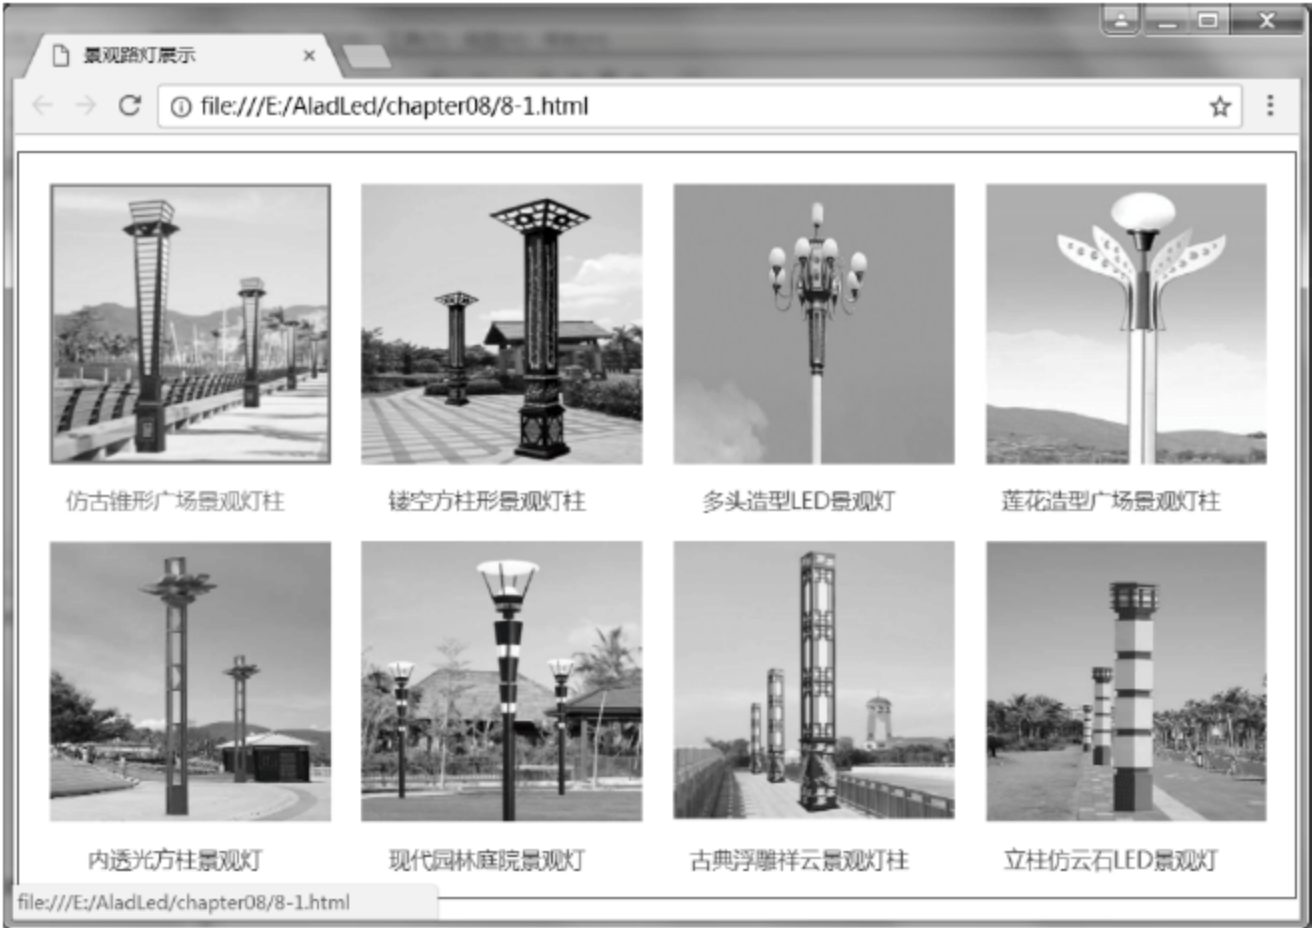 景观路灯展示
file:///E:/AladLed/chapter08/8-1.html
仿古锥形广场景观灯柱
镂空方柱形景观灯柱
多头造型LED景观灯
莲花造型广场景观灯柱
内透光方柱景观灯
现代园林庭院景观灯
古典浮雕祥云景观灯柱
立柱仿云石LED景观灯
file:///E:/AladLed/chapter08/8-1.html